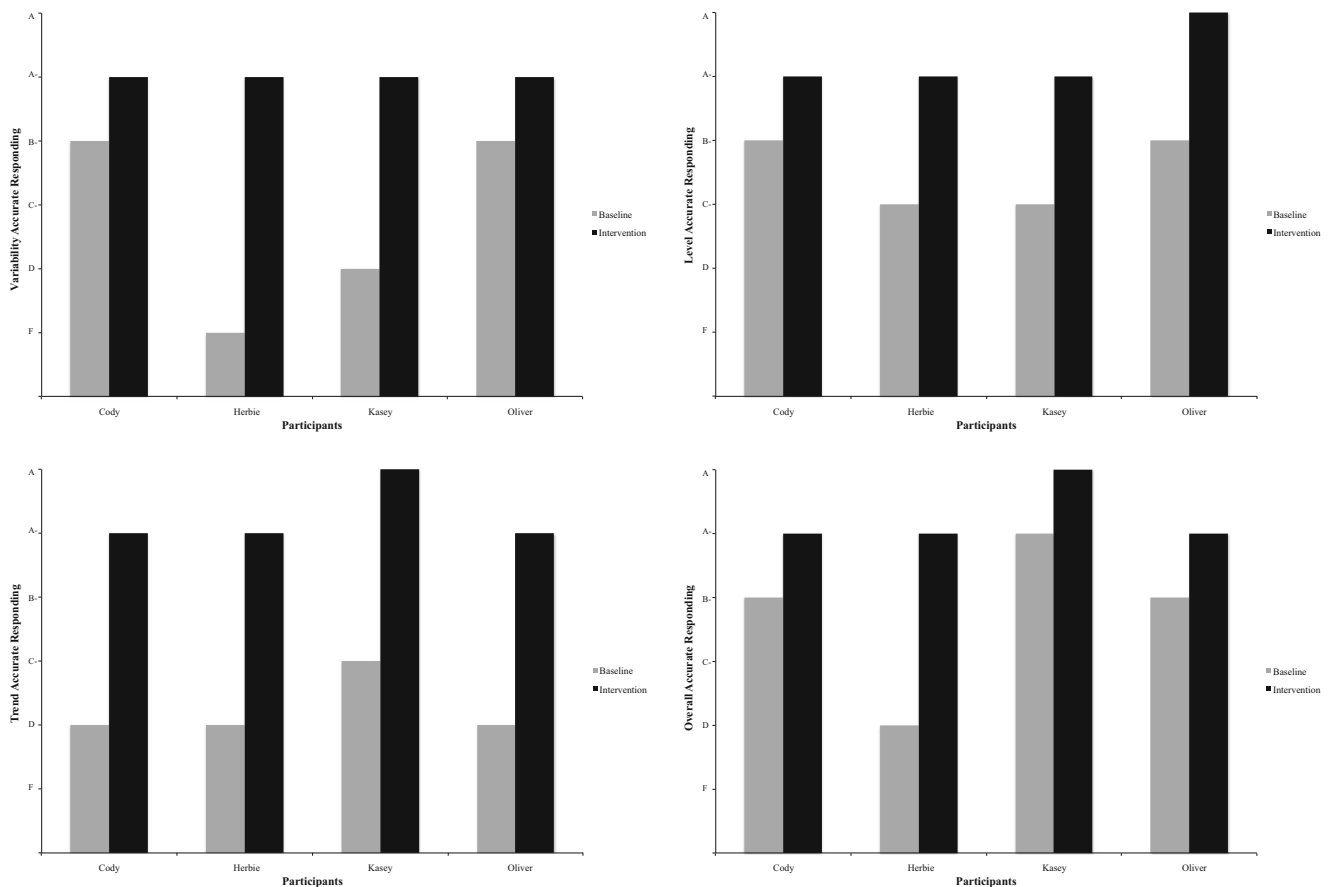 Variability Accurate Responding
A
A-
B-
C-
D
F
Cody Herbie Kasey Oliver
Participants
Baseline
Intervention
Level Accurate Responding
A
A-
B-
C-
D
F
Cody Herbie Kasey Oliver
Participants
Baseline
Intervention
Trend Accurate Responding
A
A-
B-
C-
D
F
Cody Herbie Kasey Oliver
Participants
Baseline
Intervention
Overall Accurate Responding
A
A-
B-
C-
D
F
Cody Herbie Kasey Oliver
Participants
Baseline
Intervention